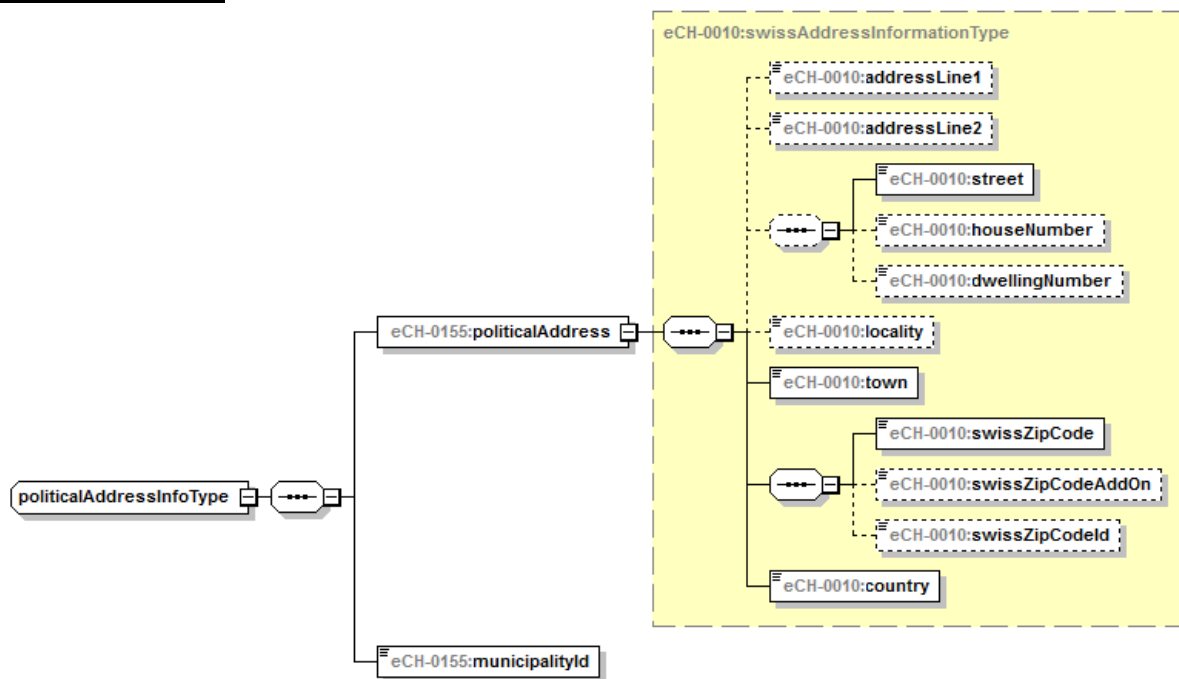 eCH-0010:swissAddressInformationType
eCH-0010:addressLine1
eCH-0010:addressLine2
eCH-0010:street
eCH-0010:houseNumber
eCH-0010:dwellingNumber
eCH-0155:politicalAddress
eCH-0010:locality
eCH-0010:town
eCH-0010:swissZipCode
politicalAddressInfoType
eCH-0010:swissZipCodeAddOn
eCH-0010:swissZipCodeId
eCH-0010:country
eCH-0155:municipalityId